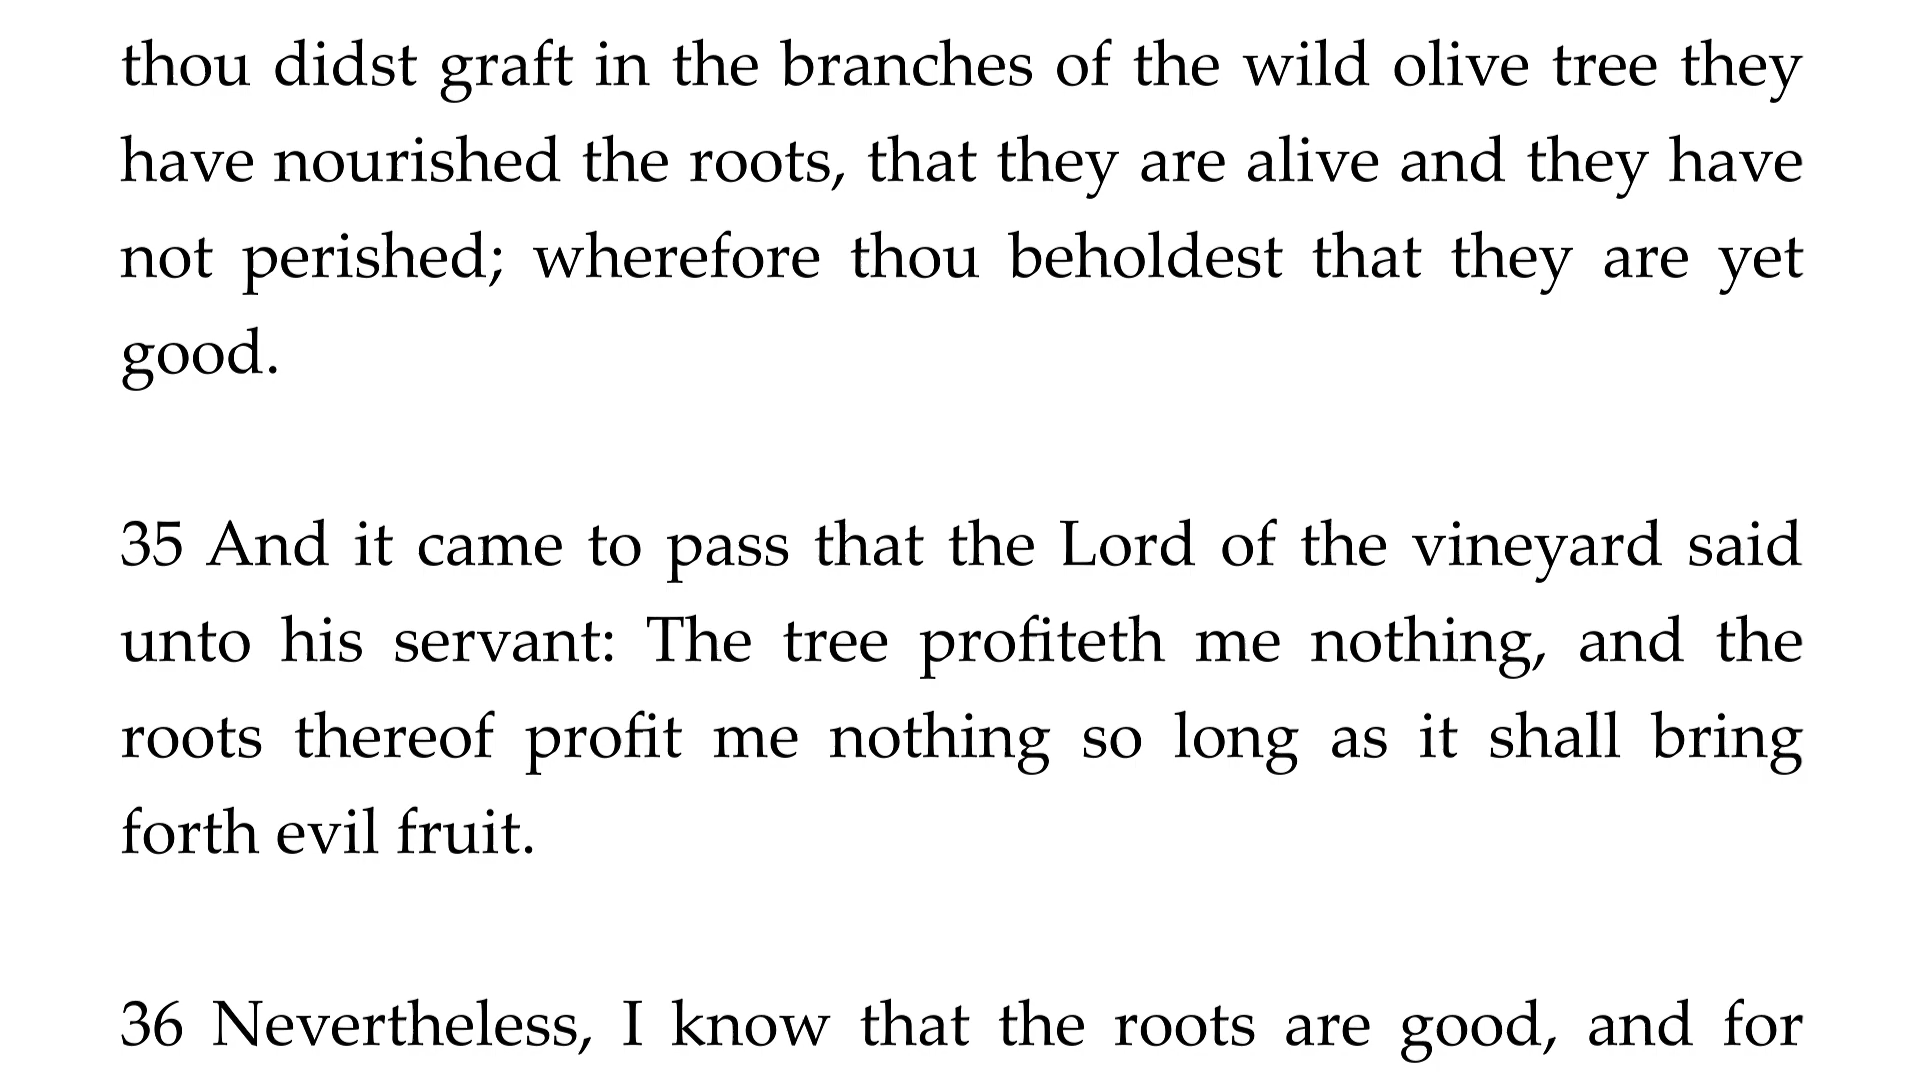 thou didst graft in the branches of the wild olive tree they
have nourished the roots, that they are alive and they have
not perished; wherefore thou beholdest that they are yet
good.
35 And it came to pass that the Lord of the vineyard said
unto his servant: The tree profiteth me nothing, and the
roots thereof profit me nothing so long as it shall bring
forth evil fruit.
36 Nevertheless, I know that the roots are good, and for